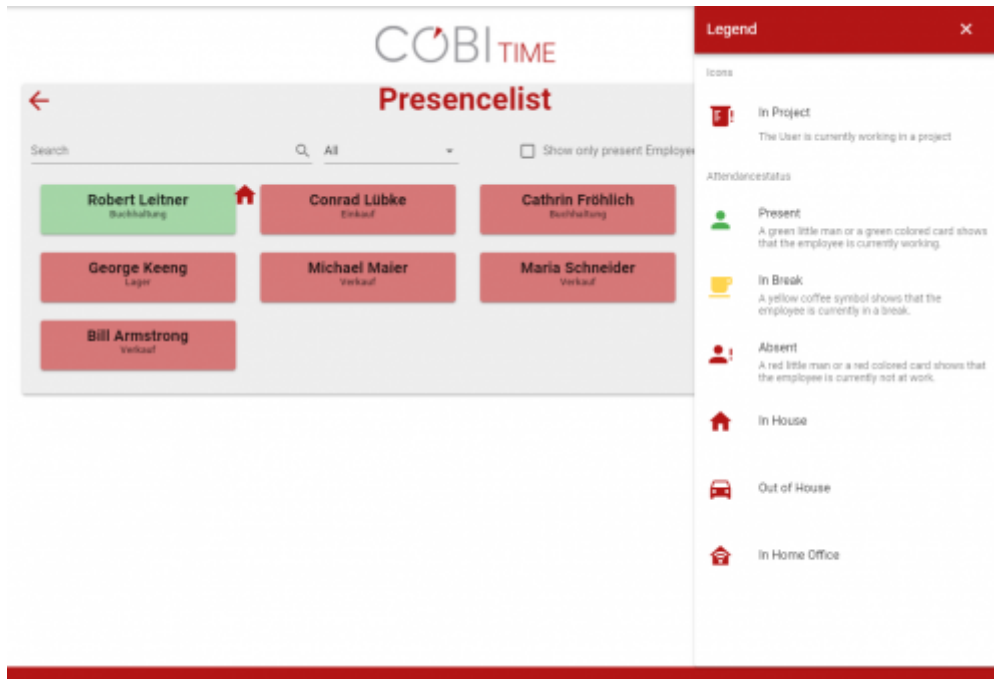 COBI TIME
Presencelist
Search
All
Show only present Employee
Robert Leitner
Buchhaltung
Conrad Lübke
Einkauf
Cathrin Fröhlich
Buchhaltung
George Keeng
Lager
Michael Maier
Verkauf
Maria Schneider
Verkauf
Bill Armstrong
Verkauf
Legend
Icons
In Project
The User is currently working in a project
Attendancestatus
Present
A green little man or a green colored card shows
that the employee is currently working.
In Break
A yellow coffee symbol shows that the
employee is currently in a break.
Absent
A red little man or a red colored card shows that
the employee is currently not at work.
In House
Out of House
In Home Office